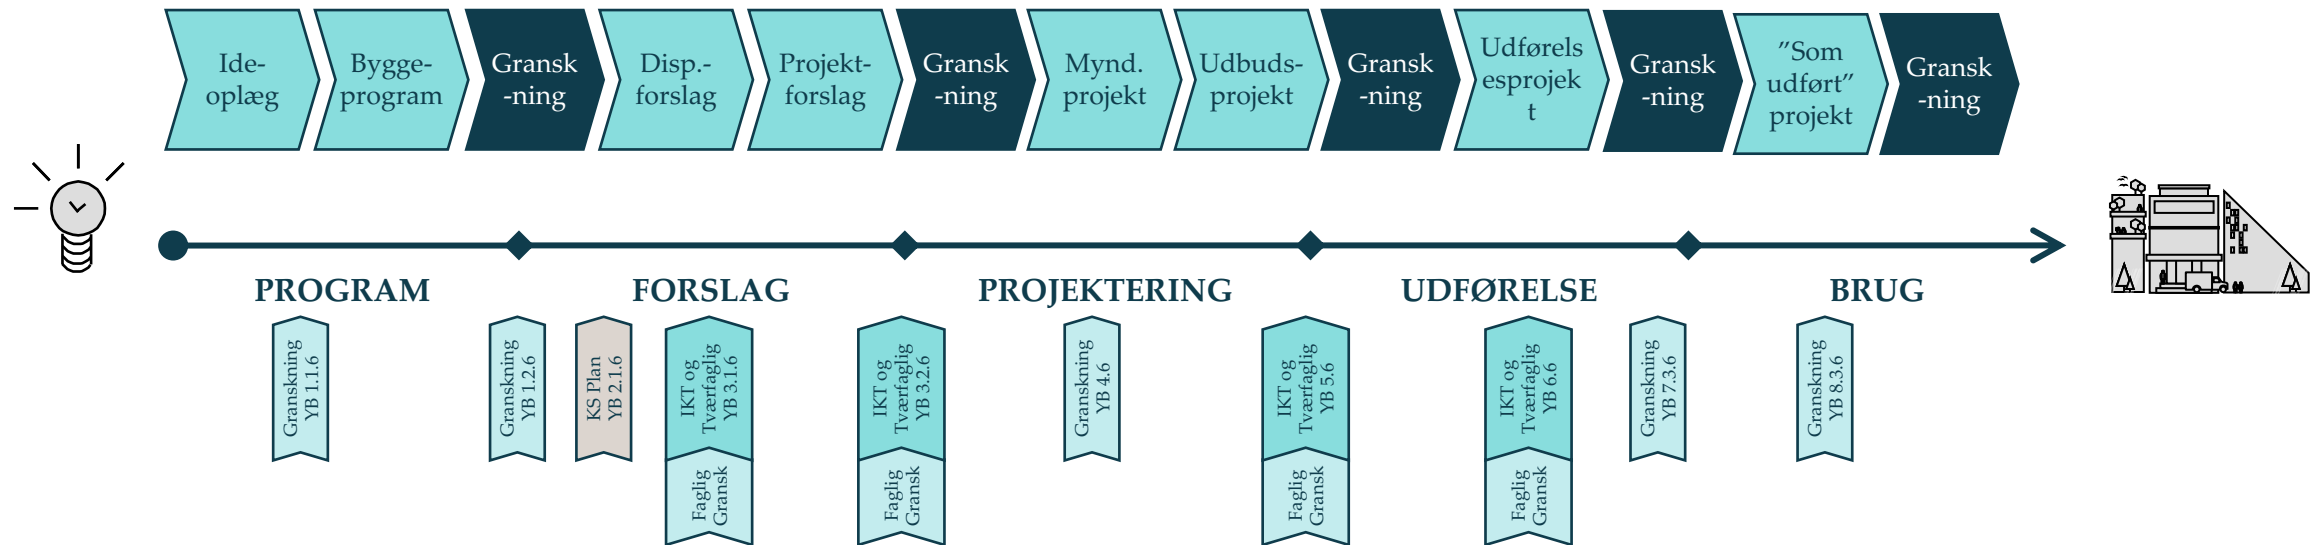 Ide-
oplæg
Bygge-
program
Gransk
-ning
Disp.-
forslag
Projekt-
forslag
Gransk
-ning
Mynd.
projekt
Udbuds-
projekt
Gransk
-ning
Udførels
esprojek
t
Gransk
-ning
”Som
udført”
projekt
Gransk
-ning
PROGRAM
FORSLAG
PROJEKTERING
UDFØRELSE
BRUG
Granskning
YB 1.1.6
Granskning
YB 1.2.6
KS Plan
YB 2.1.6
IKT og
Tværfaglig
YB 3.1.6
Faglig
Gransk
IKT og
Tværfaglig
YB 3.2.6
Faglig
Gransk
Granskning
YB 4.6
IKT og
Tværfaglig
YB 5.6
Faglig
Gransk
IKT og
Tværfaglig
YB 6.6
Faglig
Gransk
Granskning
YB 7.3.6
Granskning
YB 8.3.6